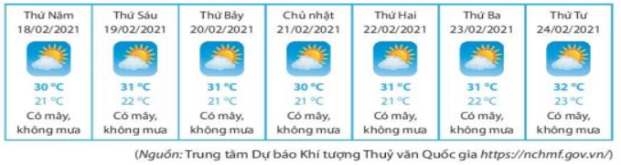 Thứ Năm Thứ Sáu Thứ Bảy Chủ nhật Thứ Hai Thứ Ba Thứ Tư
18/02/2021 19/02/2021 20/02/2021 21/02/2021 22/02/2021 23/02/2021 24/02/2021
30 °C 31 °C 31 °C 30 °C 31 °C 31 °C 32 °C
21 °C 22 °C 21 °C 21 °C 21 °C 22 °C 23 °C
Có mây, Có mây, Có mây, Có mây, Có mây, Có mây, Có mây,
không mưa không mưa không mưa không mưa không mưa không mưa không mưa
(Nguồn: Trung tâm Dự báo Khí tượng Thuỷ văn Quốc gia https://nchmf.gov.vn/)